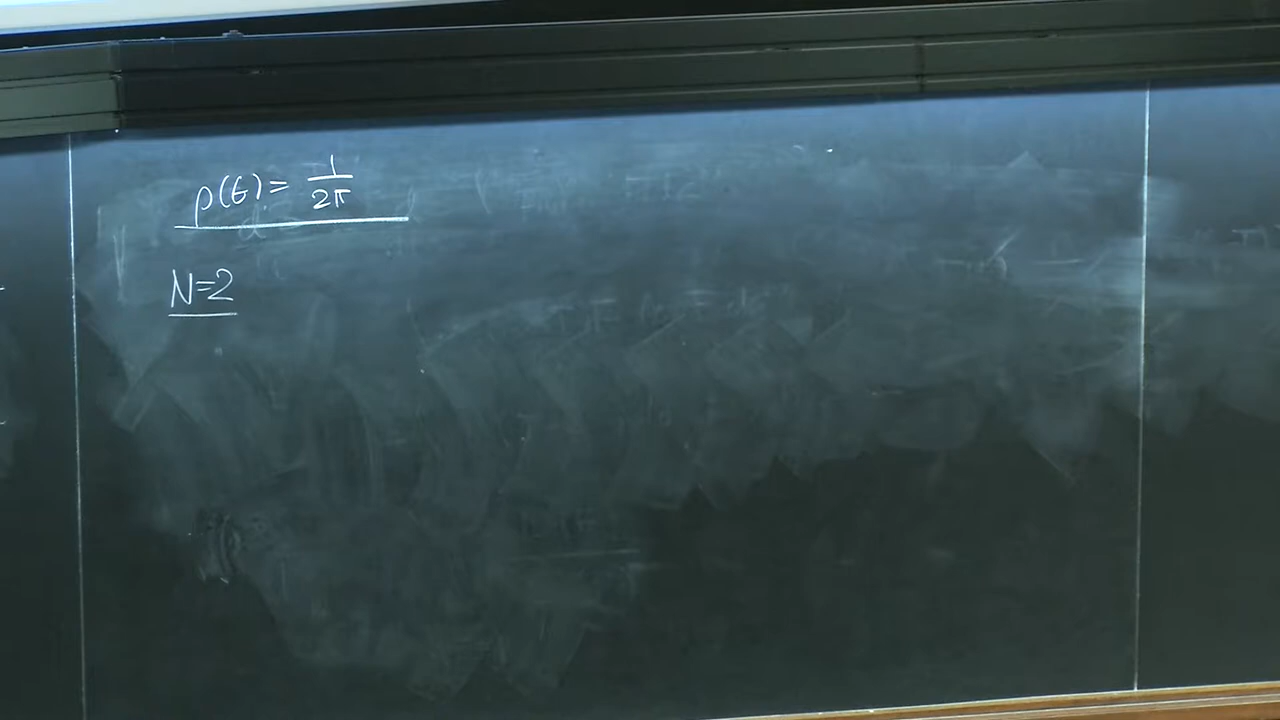 ρ(θ) = 1/2π
N=2